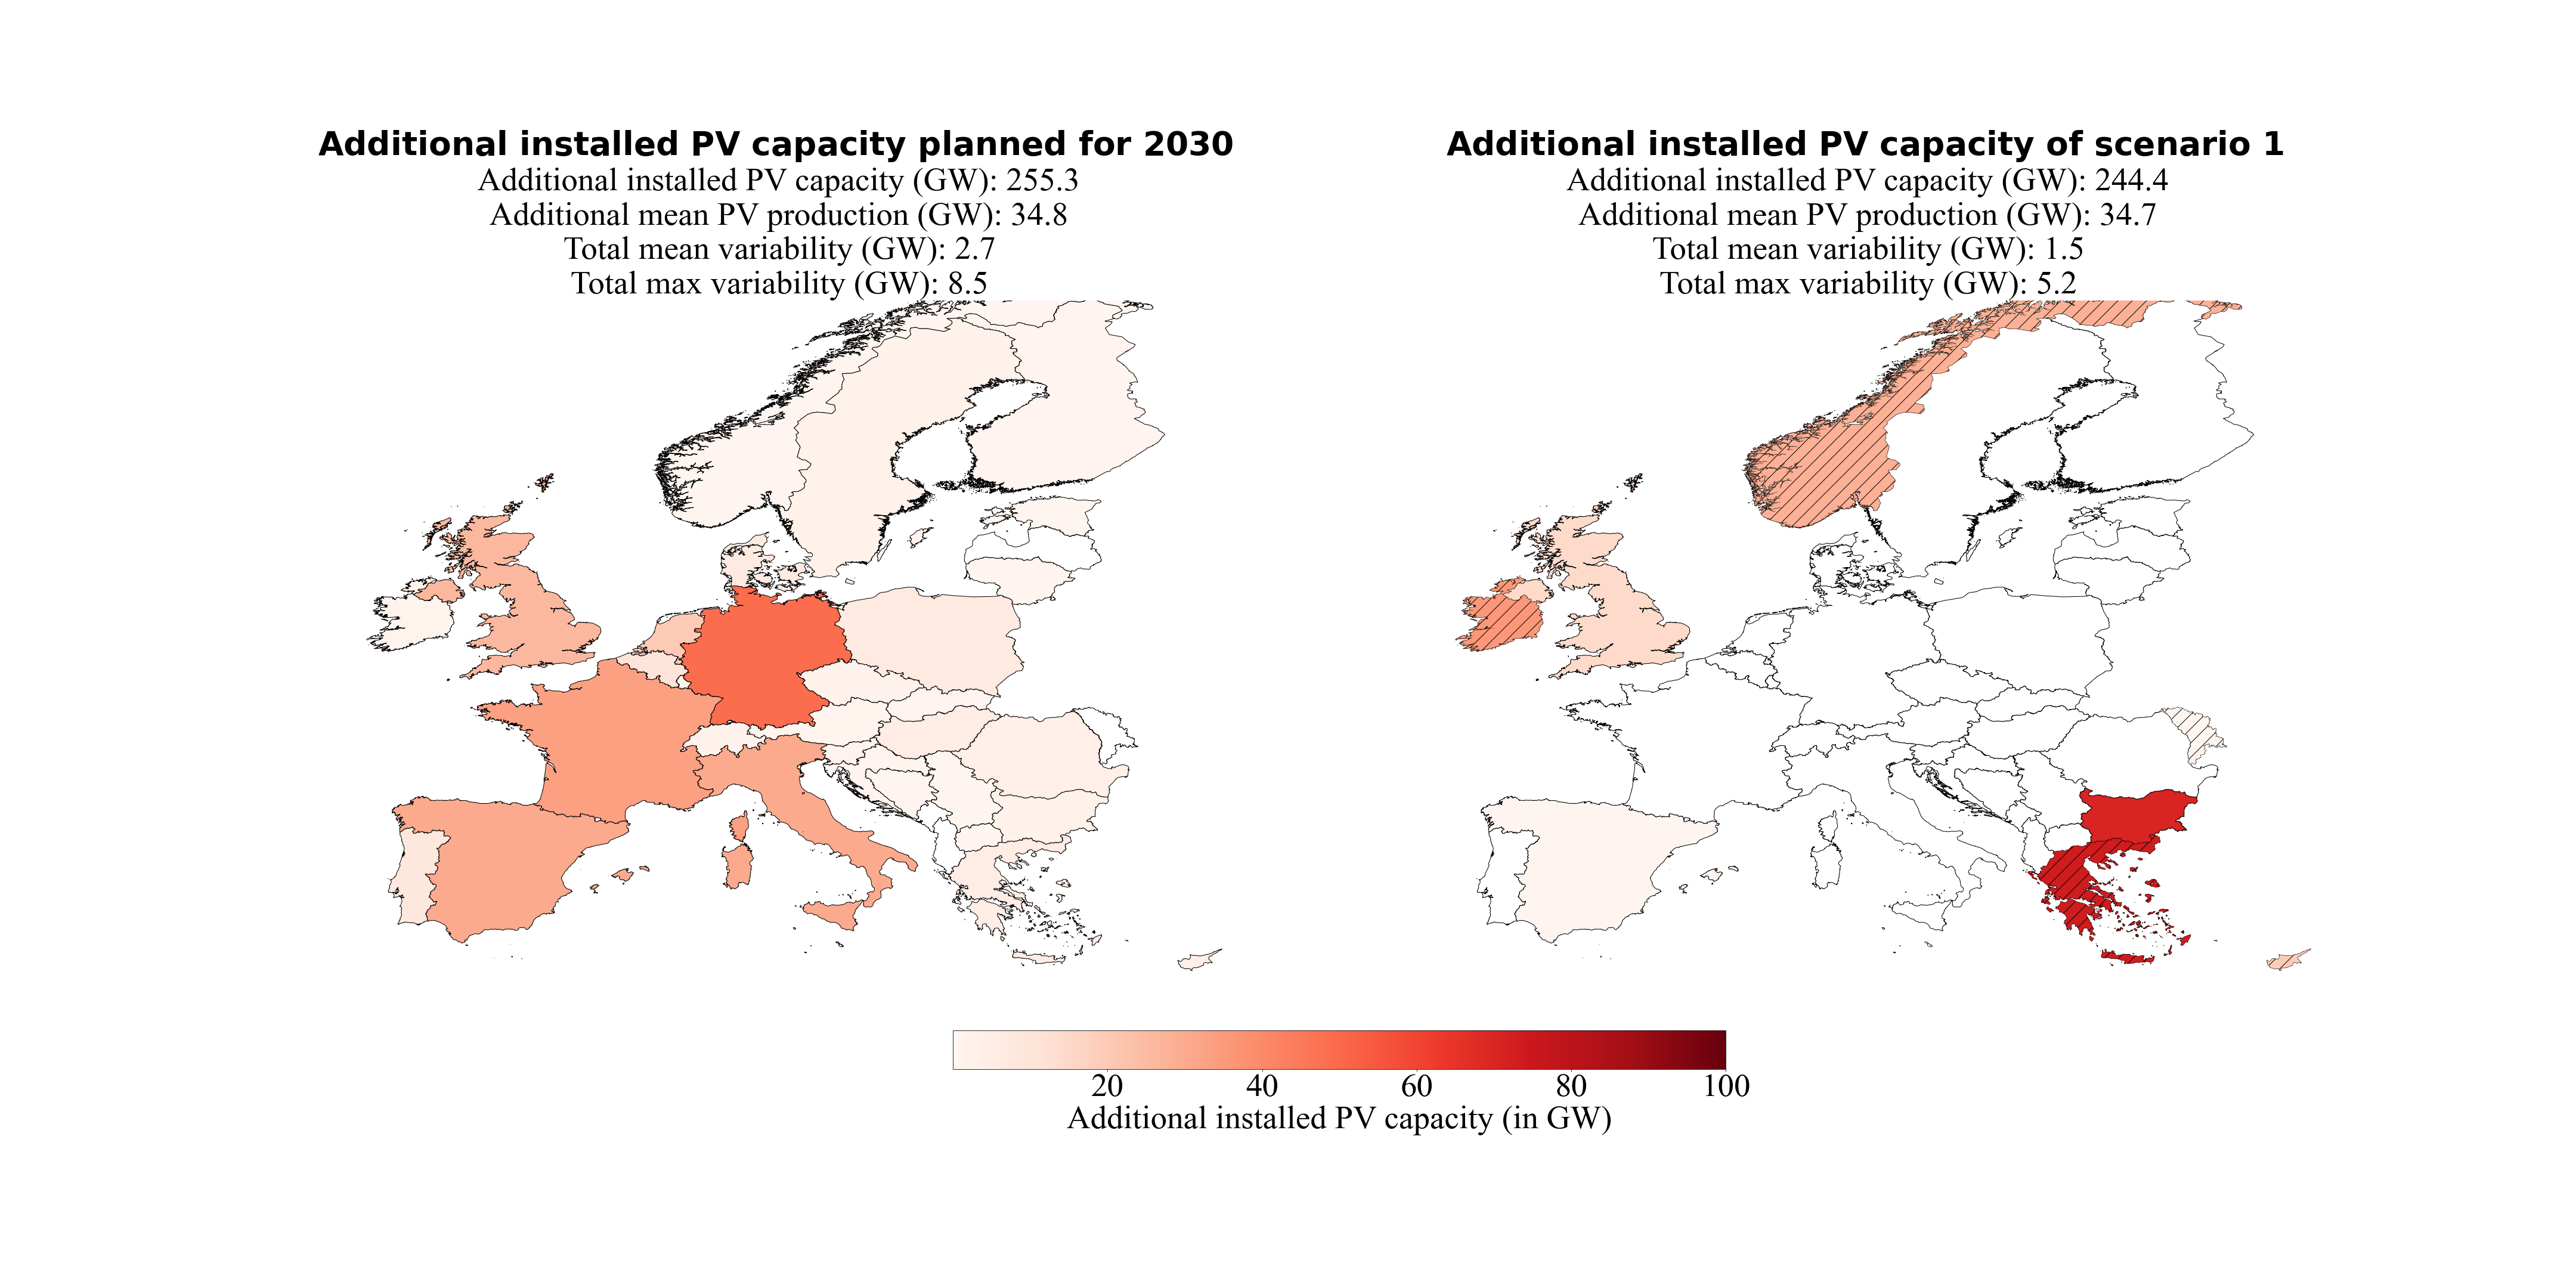 Additional installed PV capacity planned for 2030
Additional installed PV capacity (GW): 255.3
Additional mean PV production (GW): 34.8
Total mean variability (GW): 2.7
Total max variability (GW): 8.5
Additional installed PV capacity of scenario 1
Additional installed PV capacity (GW): 244.4
Additional mean PV production (GW): 34.7
Total mean variability (GW): 1.5
Total max variability (GW): 5.2
20 40 60 80 100
Additional installed PV capacity (in GW)